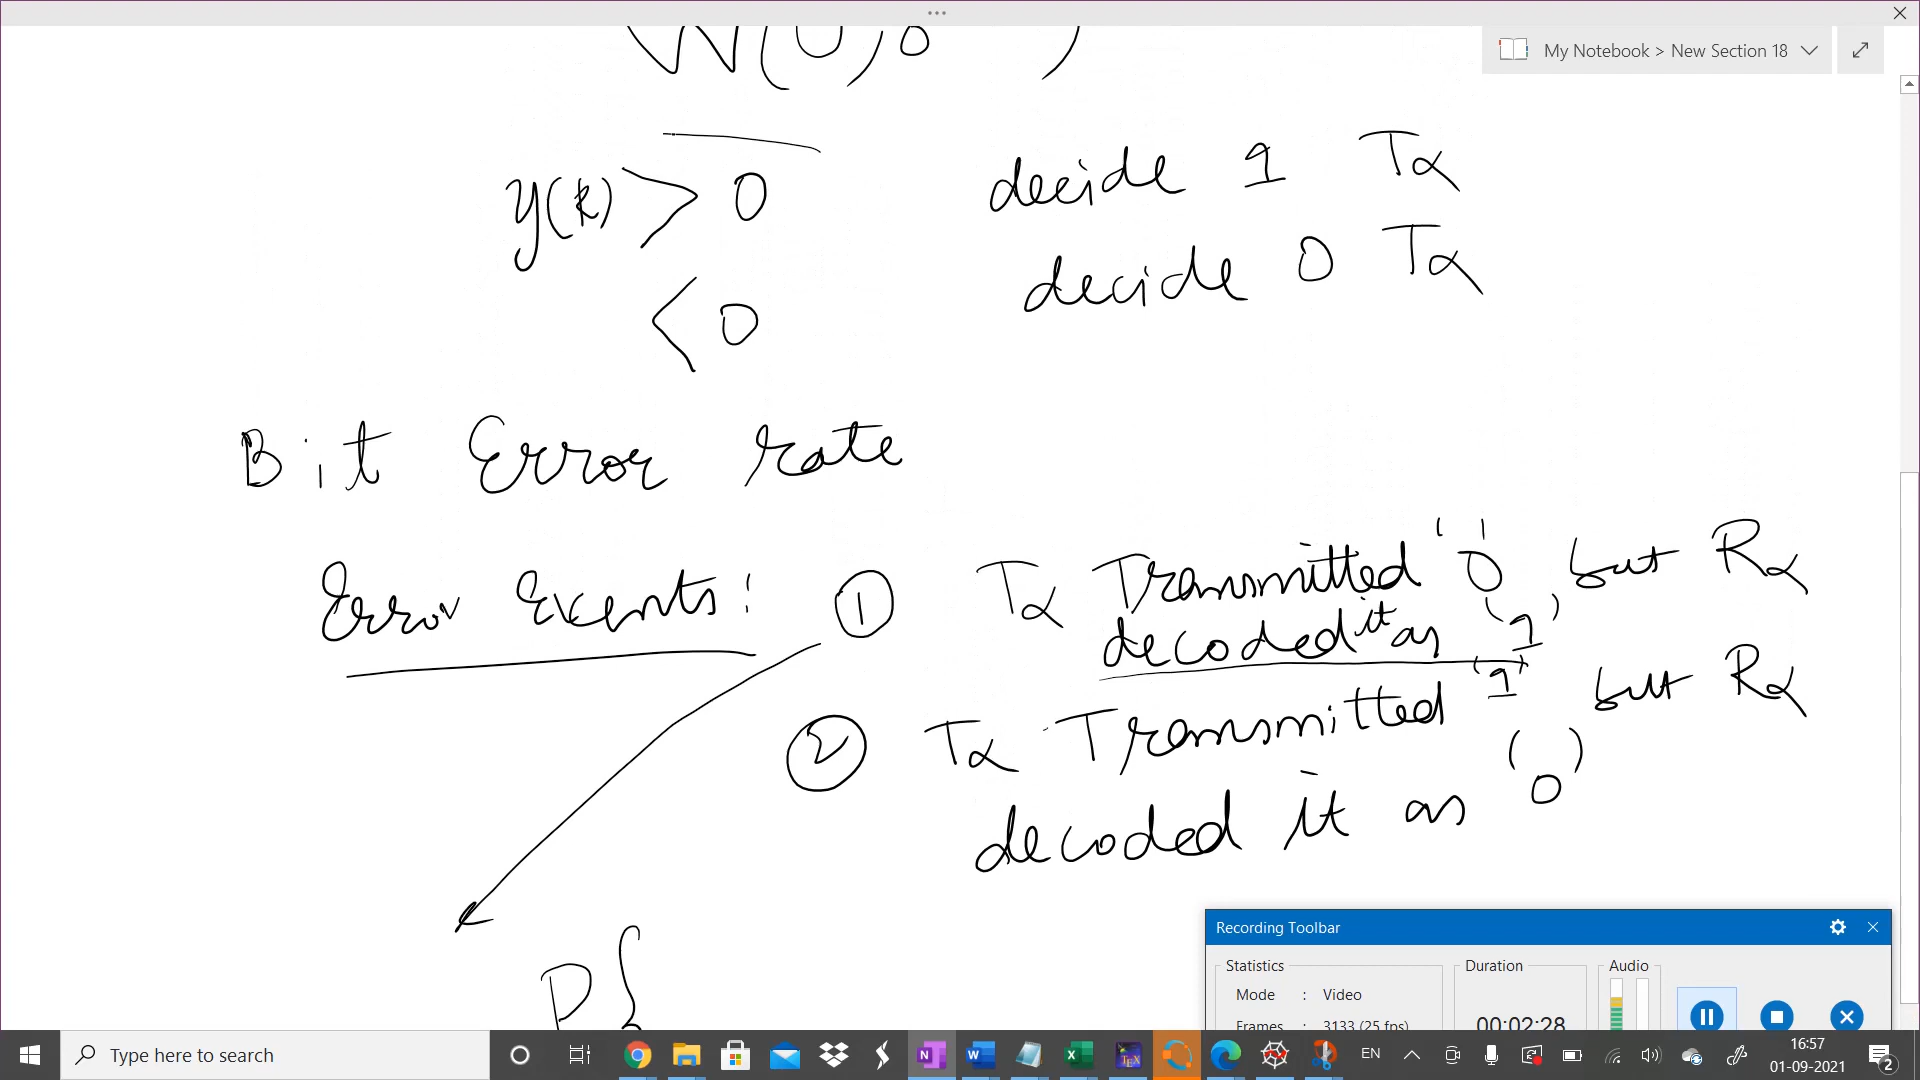 My Notebook > New Section 18
y(k) > 0 decide 1 Tx
< 0 decide 0 Tx
Bit Error rate
Error Events: ① Tx Transmitted '0' but Rx
decoded it as '1'
② Tx Transmitted '1' but Rx
decoded it as '0'
P{
Recording Toolbar
Statistics
Mode : Video
Frames : 3133 (25 fps)
Duration
00:02:28
Audio
Type here to search
EN
16:57
01-09-2021
2